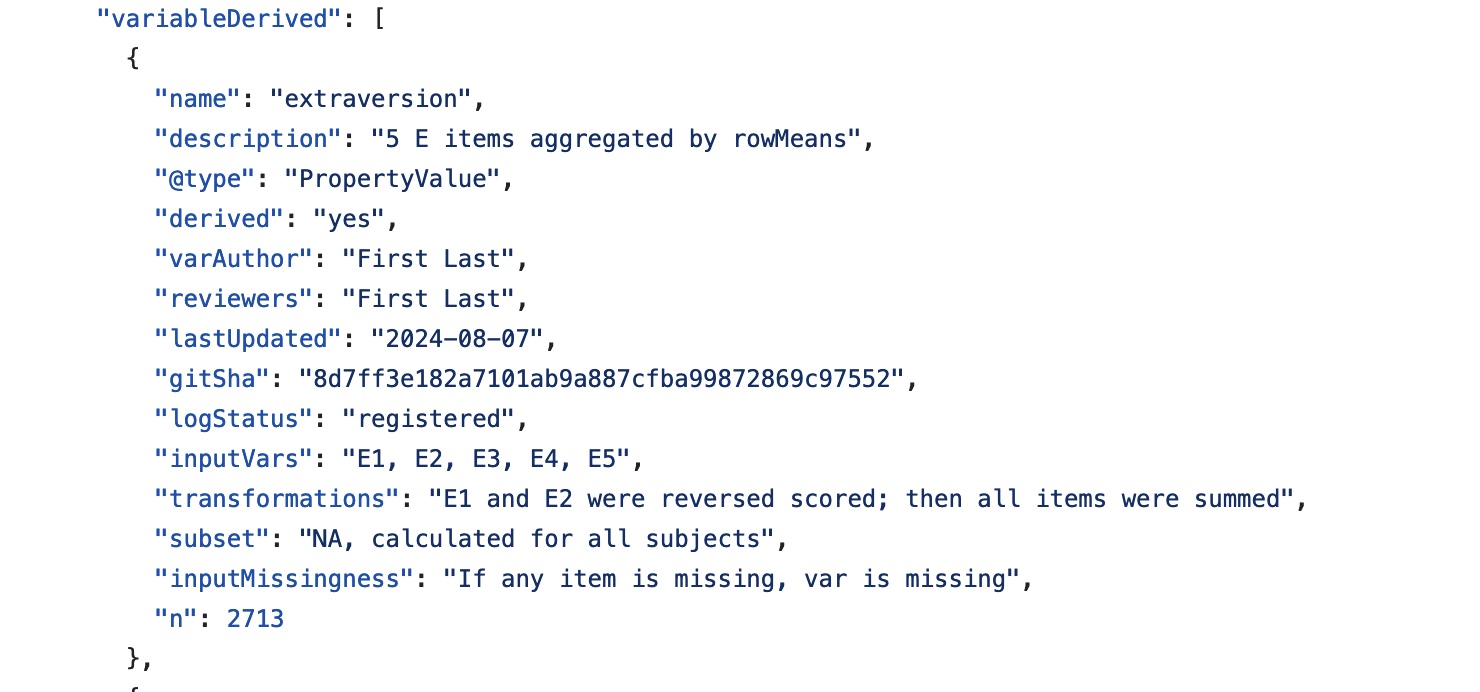 "variableDerived": [
{
"name": "extraversion",
"description": "5 E items aggregated by rowMeans",
"@type": "PropertyValue",
"derived": "yes",
"varAuthor": "First Last",
"reviewers": "First Last",
"lastUpdated": "2024-08-07",
"gitSha": "8d7ff3e182a7101ab9a887cfba99872869c97552",
"logStatus": "registered",
"inputVars": "E1, E2, E3, E4, E5",
"transformations": "E1 and E2 were reversed scored; then all items were summed",
"subset": "NA, calculated for all subjects",
"inputMissingness": "If any item is missing, var is missing",
"n": 2713
},
{